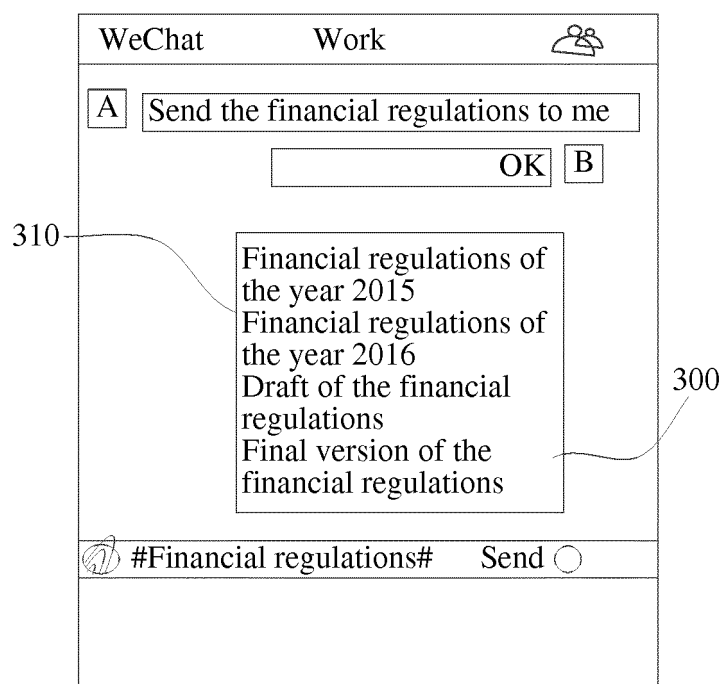 WeChat Work
A Send the financial regulations to me
OK B
310
Financial regulations of
the year 2015
Financial regulations of
the year 2016
Draft of the financial
regulations
300
Final version of the
financial regulations
#Financial regulations# Send